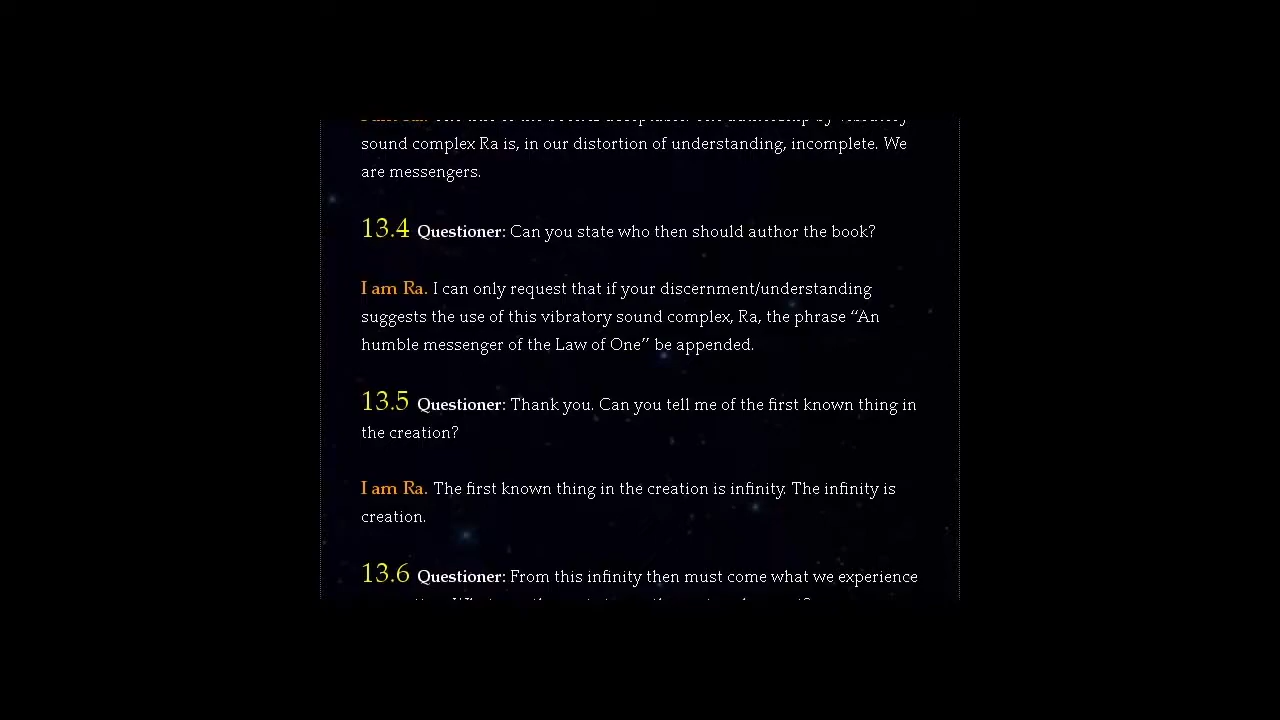 sound complex Ra is, in our distortion of understanding, incomplete. We
are messengers.
13.4 Questioner: Can you state who then should author the book?
I am Ra. I can only request that if your discernment/understanding
suggests the use of this vibratory sound complex, Ra, the phrase “An
humble messenger of the Law of One” be appended.
13.5 Questioner: Thank you. Can you tell me of the first known thing in
the creation?
I am Ra. The first known thing in the creation is infinity. The infinity is
creation.
13.6 Questioner: From this infinity then must come what we experience